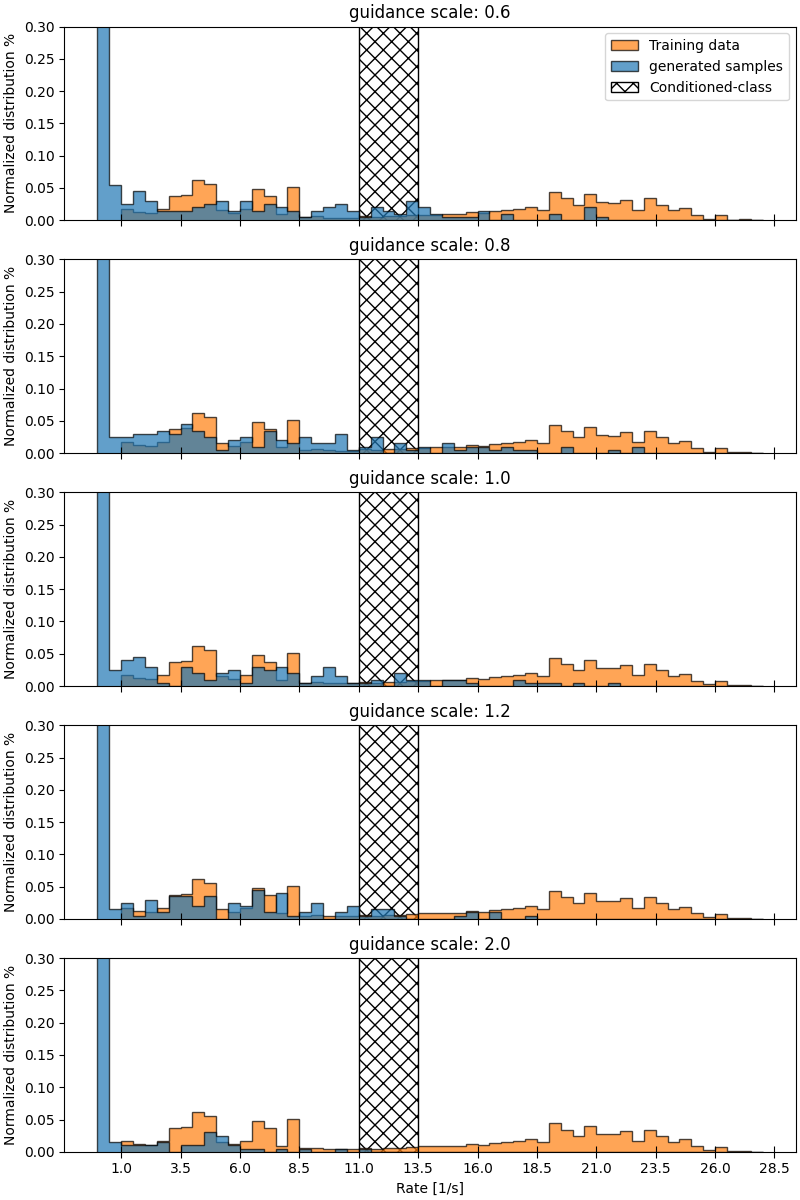 guidance scale: 0.6
Normalized distribution %
0.30
0.25
0.20
0.15
0.10
0.05
0.00
Training data
generated samples
Conditioned-class
guidance scale: 0.8
Normalized distribution %
0.30
0.25
0.20
0.15
0.10
0.05
0.00
guidance scale: 1.0
Normalized distribution %
0.30
0.25
0.20
0.15
0.10
0.05
0.00
guidance scale: 1.2
Normalized distribution %
0.30
0.25
0.20
0.15
0.10
0.05
0.00
guidance scale: 2.0
Normalized distribution %
0.30
0.25
0.20
0.15
0.10
0.05
0.00
1.0 3.5 6.0 8.5 11.0 13.5 16.0 18.5 21.0 23.5 26.0 28.5
Rate [1/s]